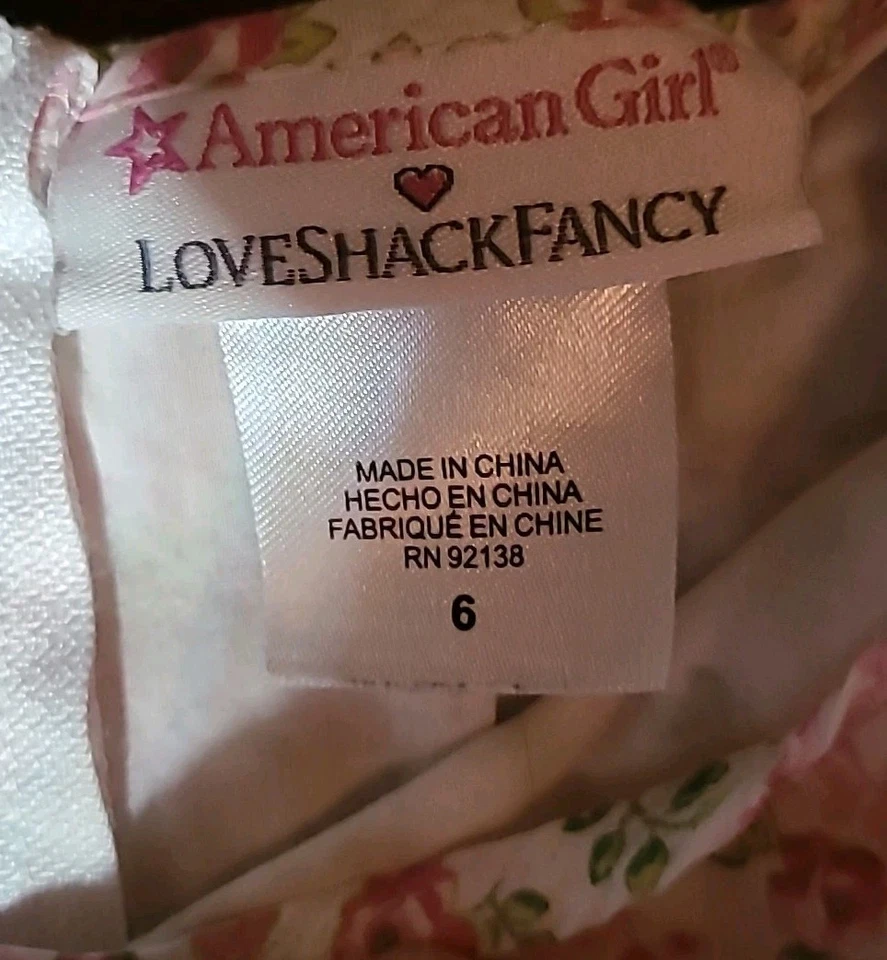 American Girl®
LOVESHACKFANCY
MADE IN CHINA
HECHO EN CHINA
FABRIQUÉ EN CHINE
RN 92138
6